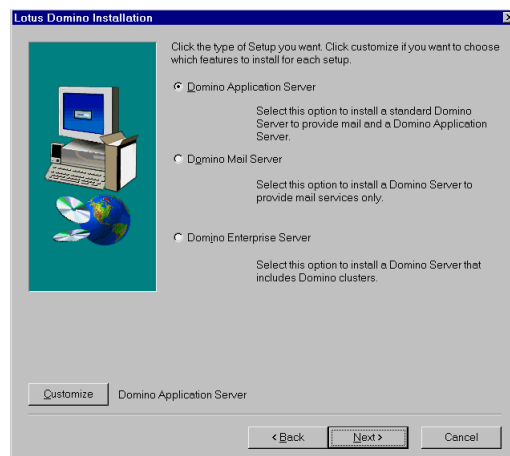 Lotus Domino Installation
Click the type of Setup you want. Click customize if you want to choose
which features to install for each setup.
Domino Application Server
Select this option to install a standard Domino
Server to provide mail and a Domino Application
Server.
Domino Mail Server
Select this option to install a Domino Server to
provide mail services only.
Domino Enterprise Server
Select this option to install a Domino Server that
includes Domino clusters.
Customize Domino Application Server
< Back Next > Cancel